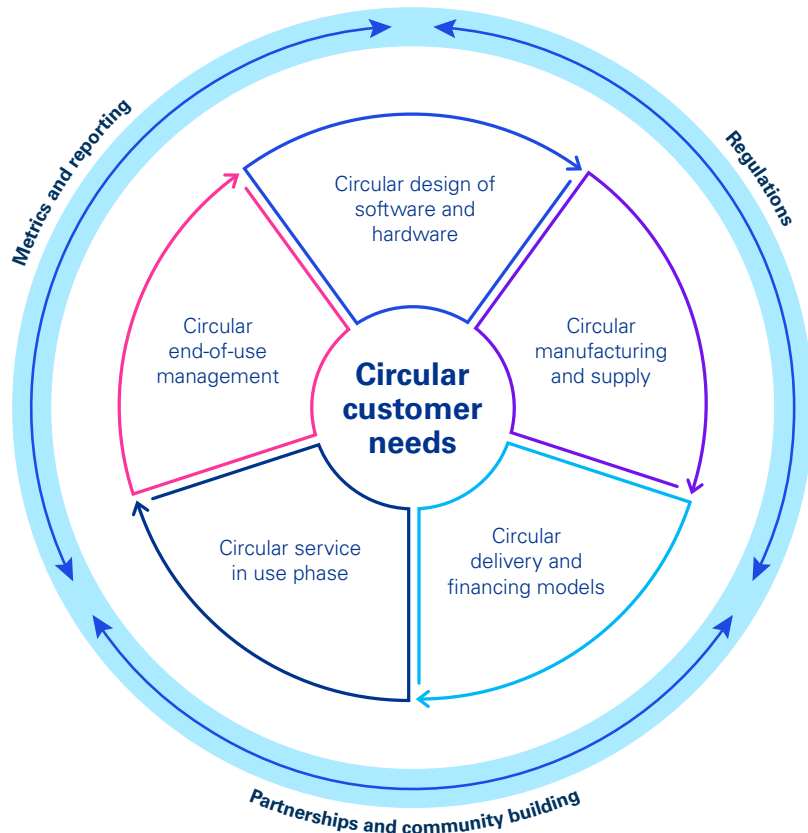 Metrics and reporting
Regulations
Circular design of
software and
hardware
Circular
manufacturing
and supply
Circular
delivery and
financing models
Circular service
in use phase
Circular
end-of-use
management
Circular
customer
needs
Partnerships and community building